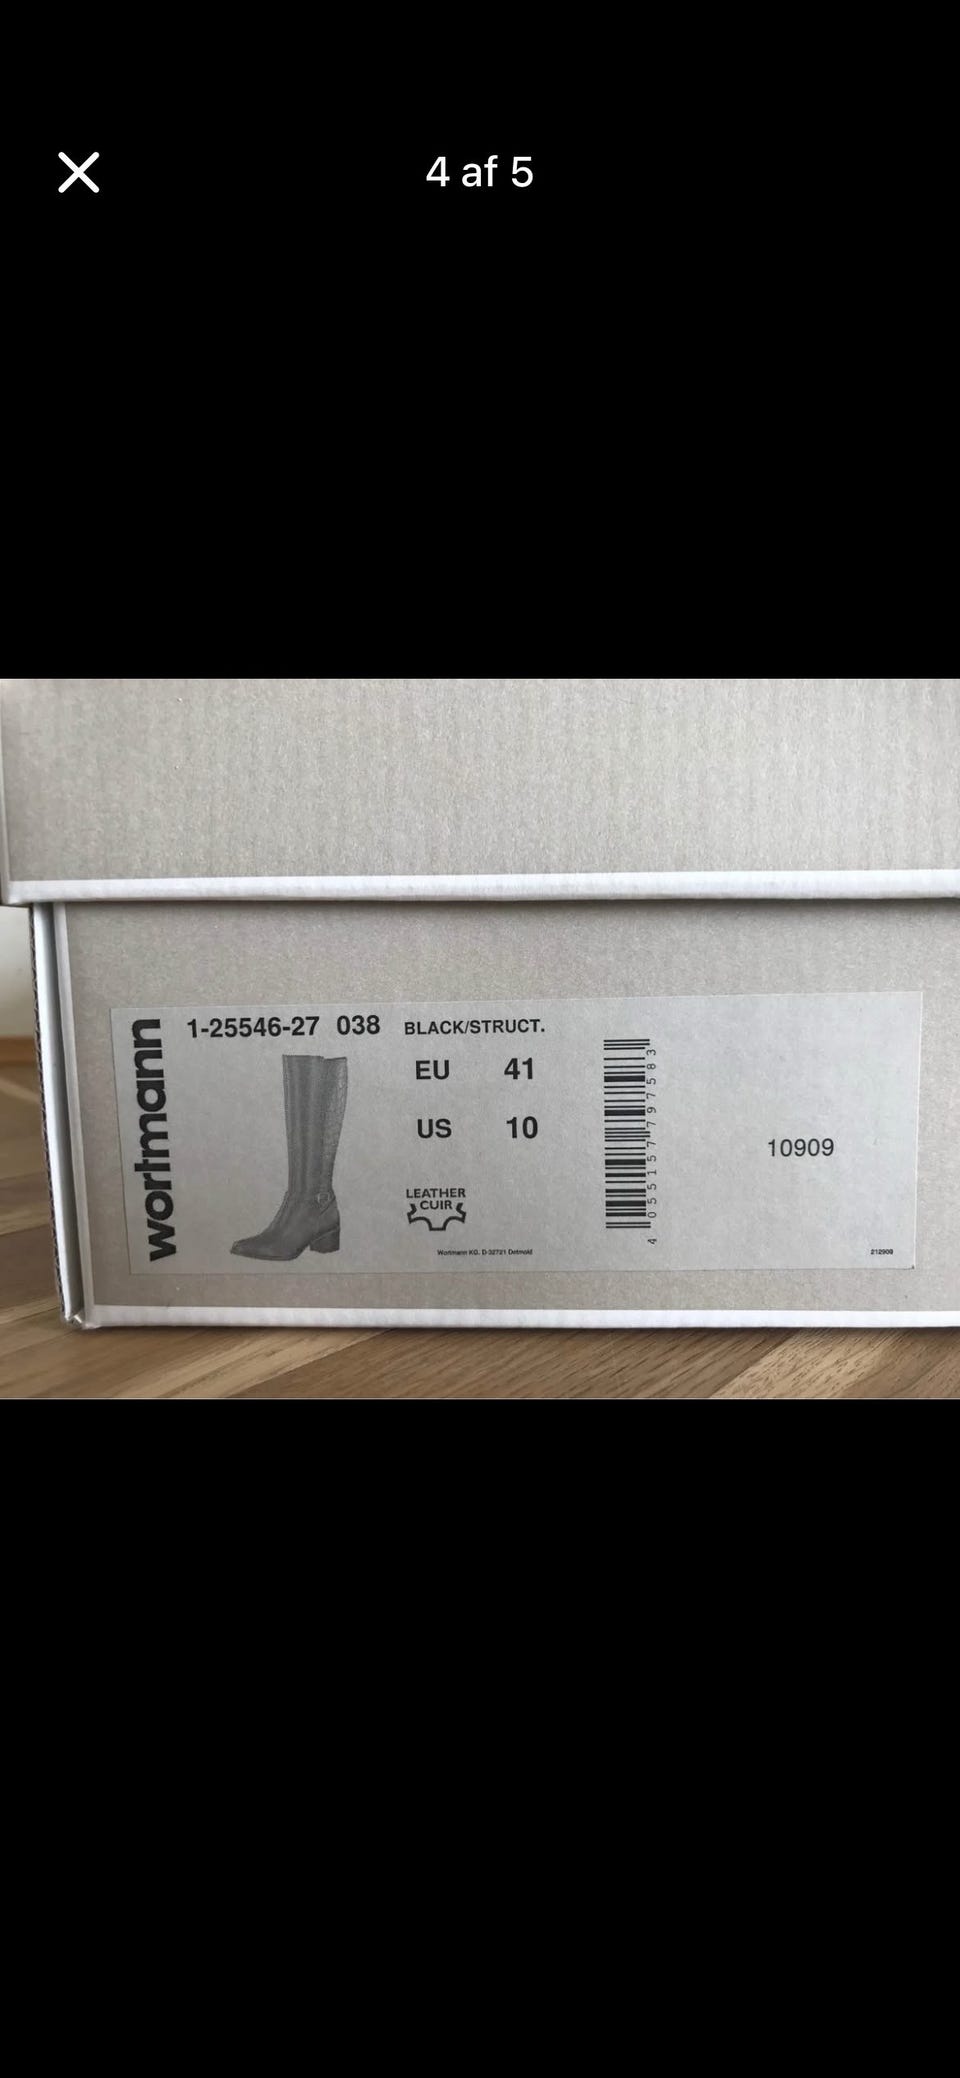 4 af 5
wortmann
1-25546-27 038 BLACK/STRUCT.
EU 41
US 10
LEATHER
CUIR
Wortmann KG. D-32721 Detmold
4 055157 797583
10909
212909